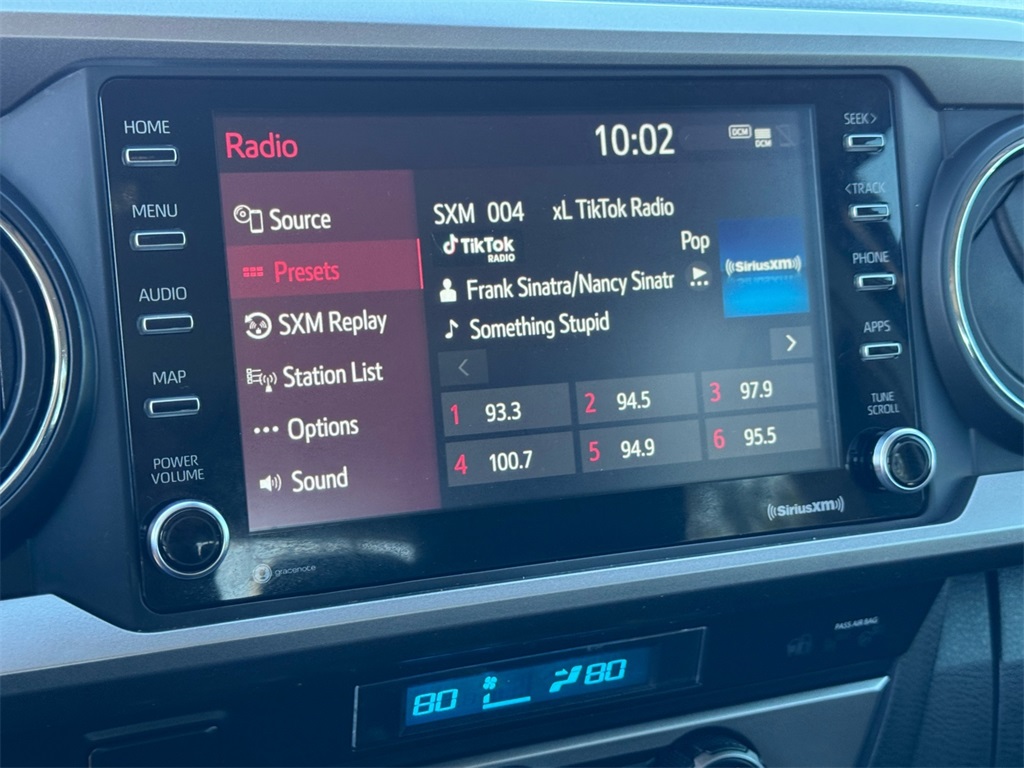 HOME
MENU
AUDIO
MAP
POWER
VOLUME
Radio
10:02
DCM
DCM
Source
Presets
SXM Replay
Station List
Options
Sound
SXM 004 xL TikTok Radio
TikTok
RADIO
Pop
Frank Sinatra/Nancy Sinatr
Something Stupid
SiriusXM
1 93.3
2 94.5
3 97.9
4 100.7
5 94.9
6 95.5
SEEK >
< TRACK
PHONE
APPS
TUNE
SCROLL
gracenote
SiriusXM
PASS AIR BAG
80
80